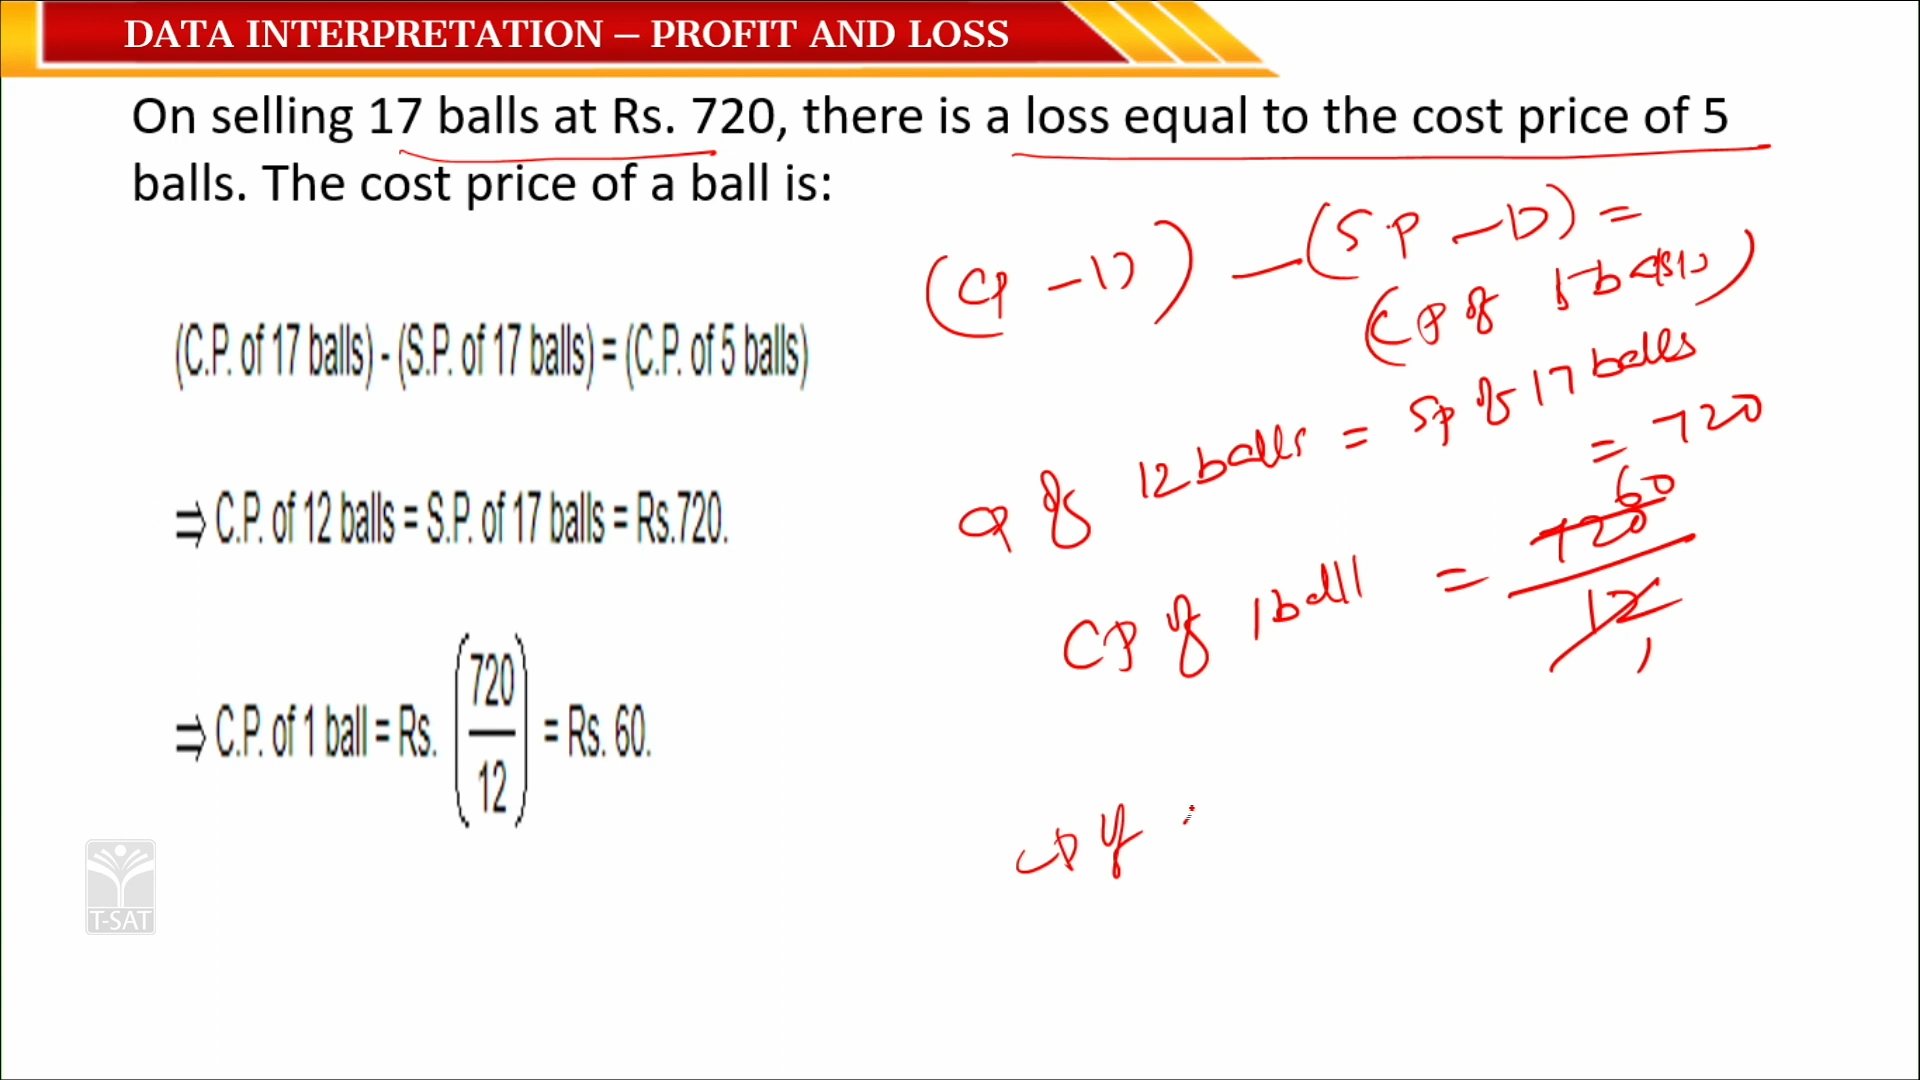 DATA INTERPRETATION – PROFIT AND LOSS
On selling 17 balls at Rs. 720, there is a loss equal to the cost price of 5
balls. The cost price of a ball is:
(C.P. of 17 balls) - (S.P. of 17 balls) = (C.P. of 5 balls)
⇒ C.P. of 12 balls = S.P. of 17 balls = Rs.720.
⇒ C.P. of 1 ball = Rs. (720/12) = Rs. 60.
T-SAT
(CP - 17) - (SP - 17) =
(CP of 5 balls)
CP of 12 balls = SP of 17 balls
= 720
60
CP of 1 ball = 720
12
1
CP of